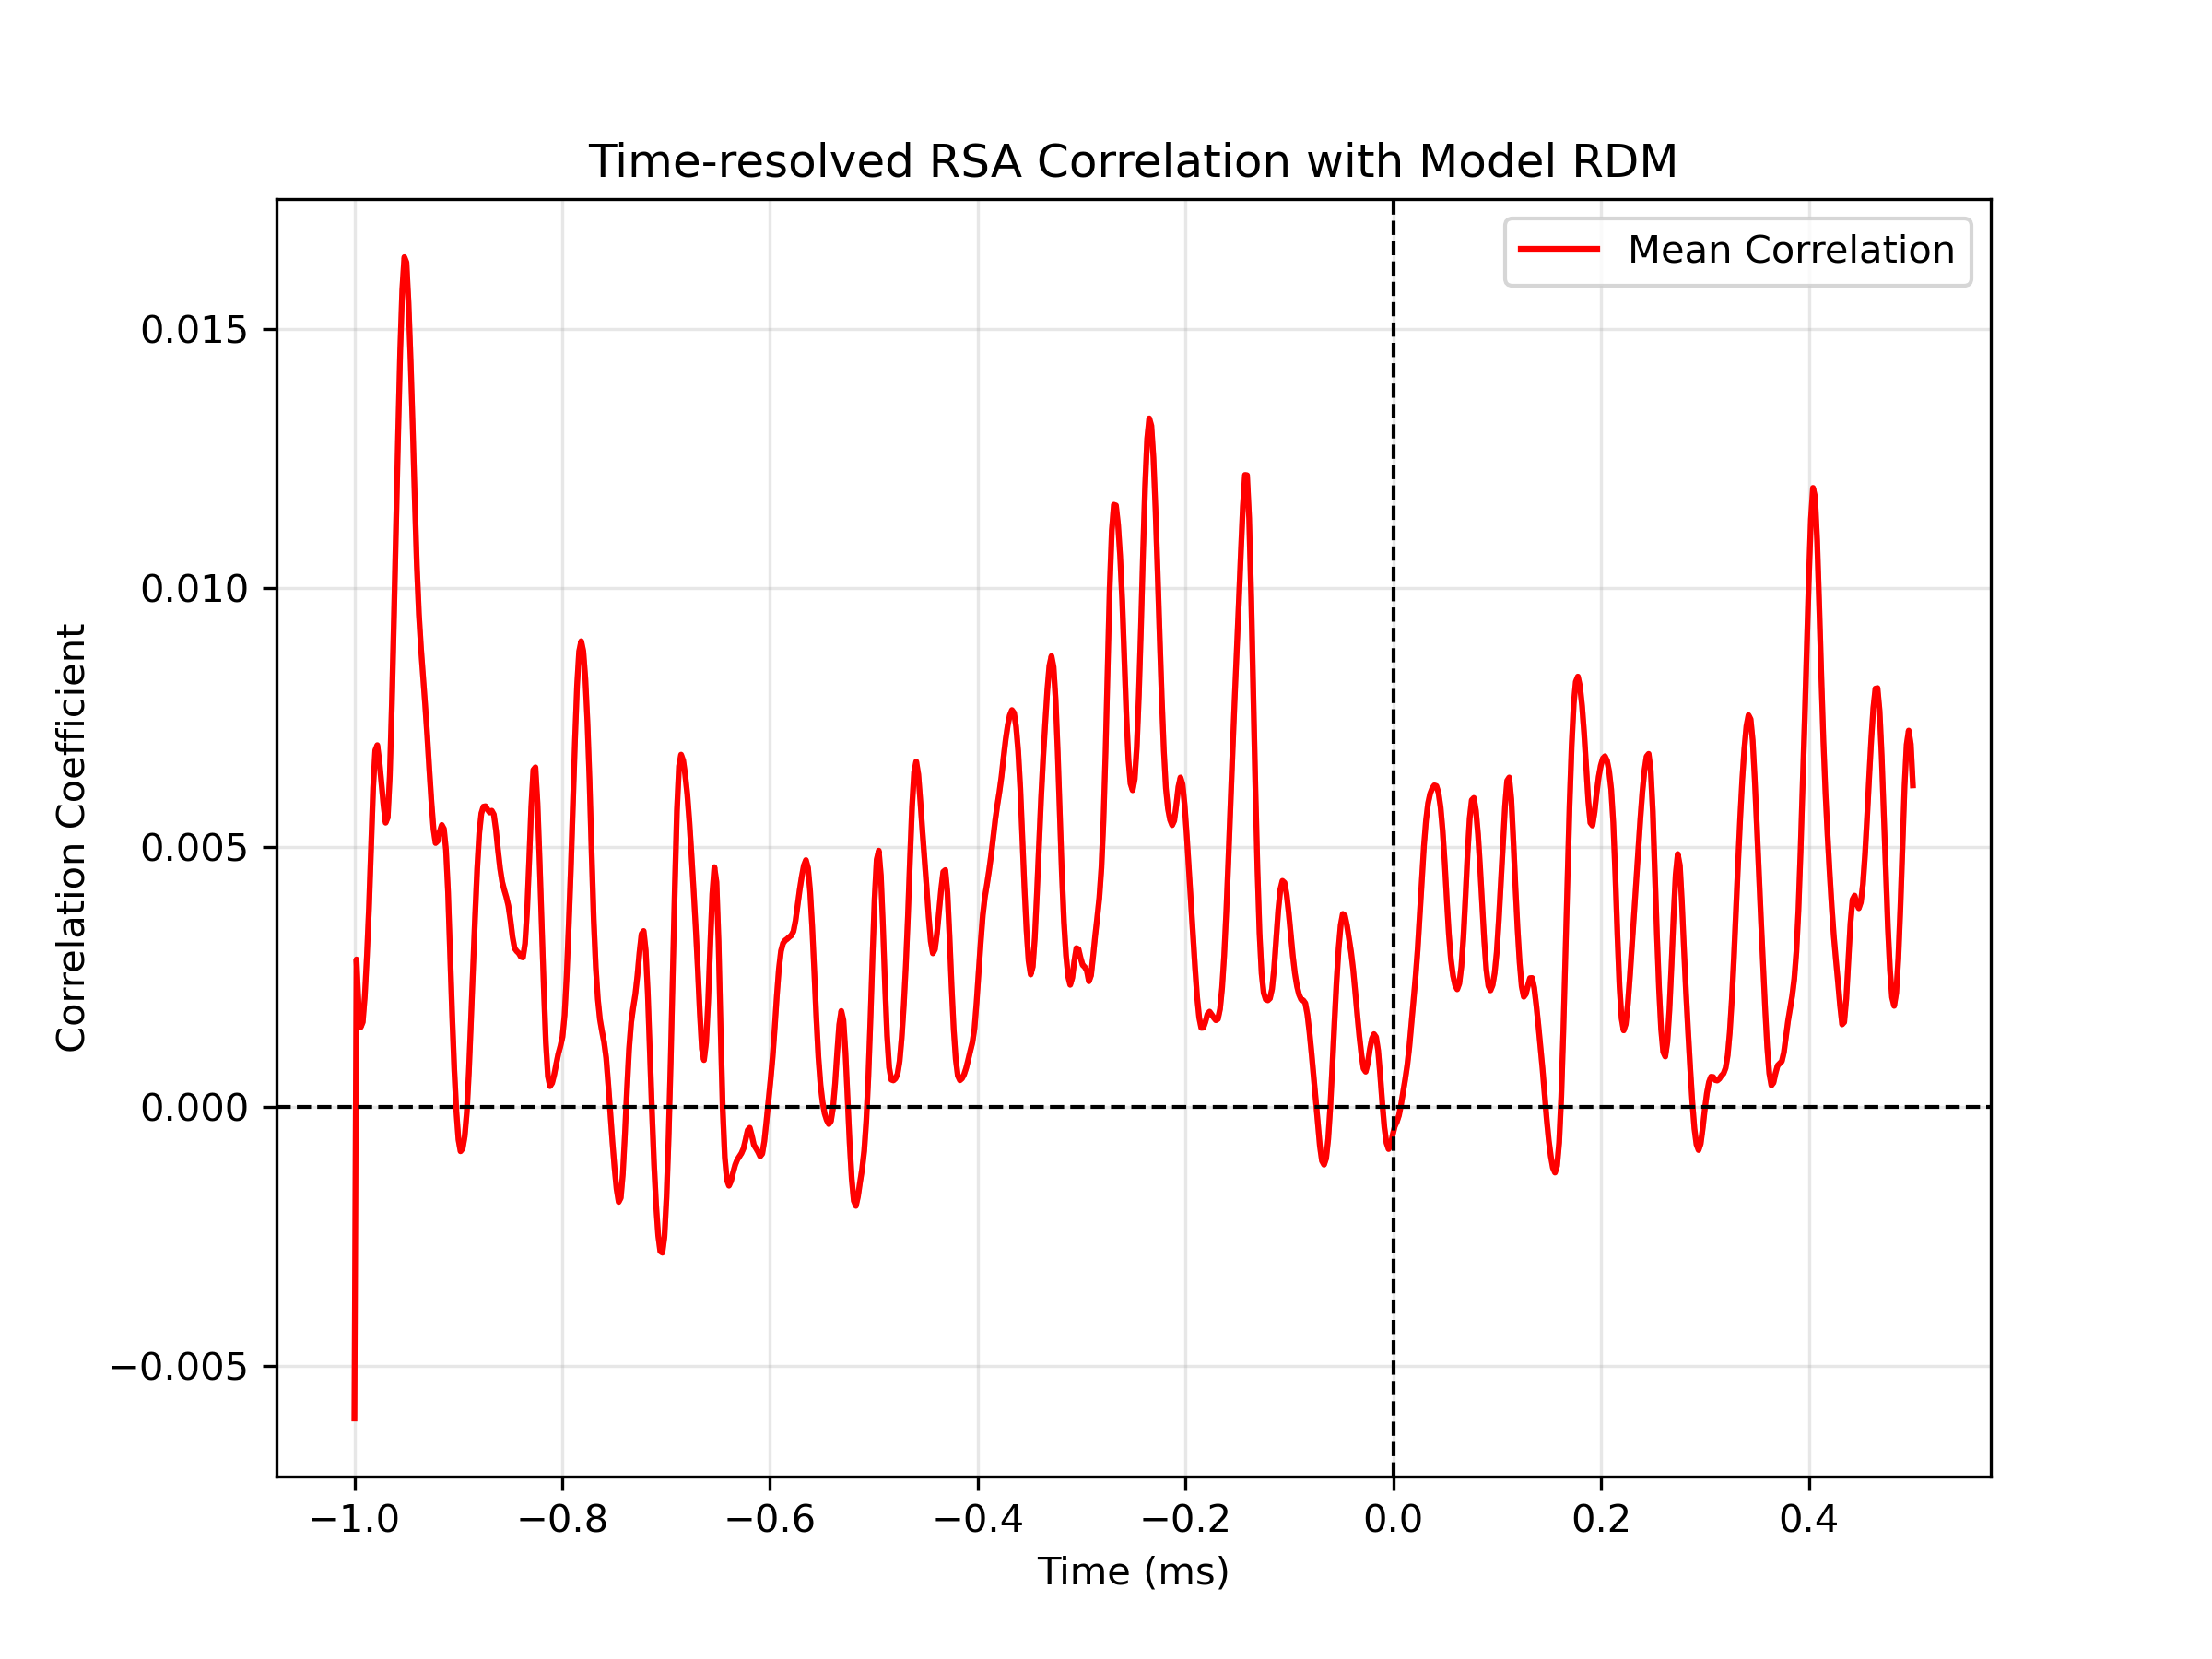 Time-resolved RSA Correlation with Model RDM
Mean Correlation
Correlation Coefficient
0.015
0.010
0.005
0.000
−0.005
−1.0 −0.8 −0.6 −0.4 −0.2 0.0 0.2 0.4
Time (ms)